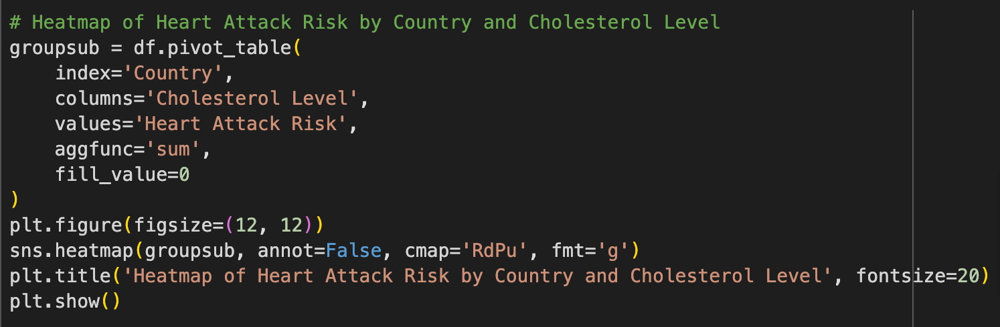 # Heatmap of Heart Attack Risk by Country and Cholesterol Level
groupsub = df.pivot_table(
    index='Country',
    columns='Cholesterol Level',
    values='Heart Attack Risk',
    aggfunc='sum',
    fill_value=0
)
plt.figure(figsize=(12, 12))
sns.heatmap(groupsub, annot=False, cmap='RdPu', fmt='g')
plt.title('Heatmap of Heart Attack Risk by Country and Cholesterol Level', fontsize=20)
plt.show()